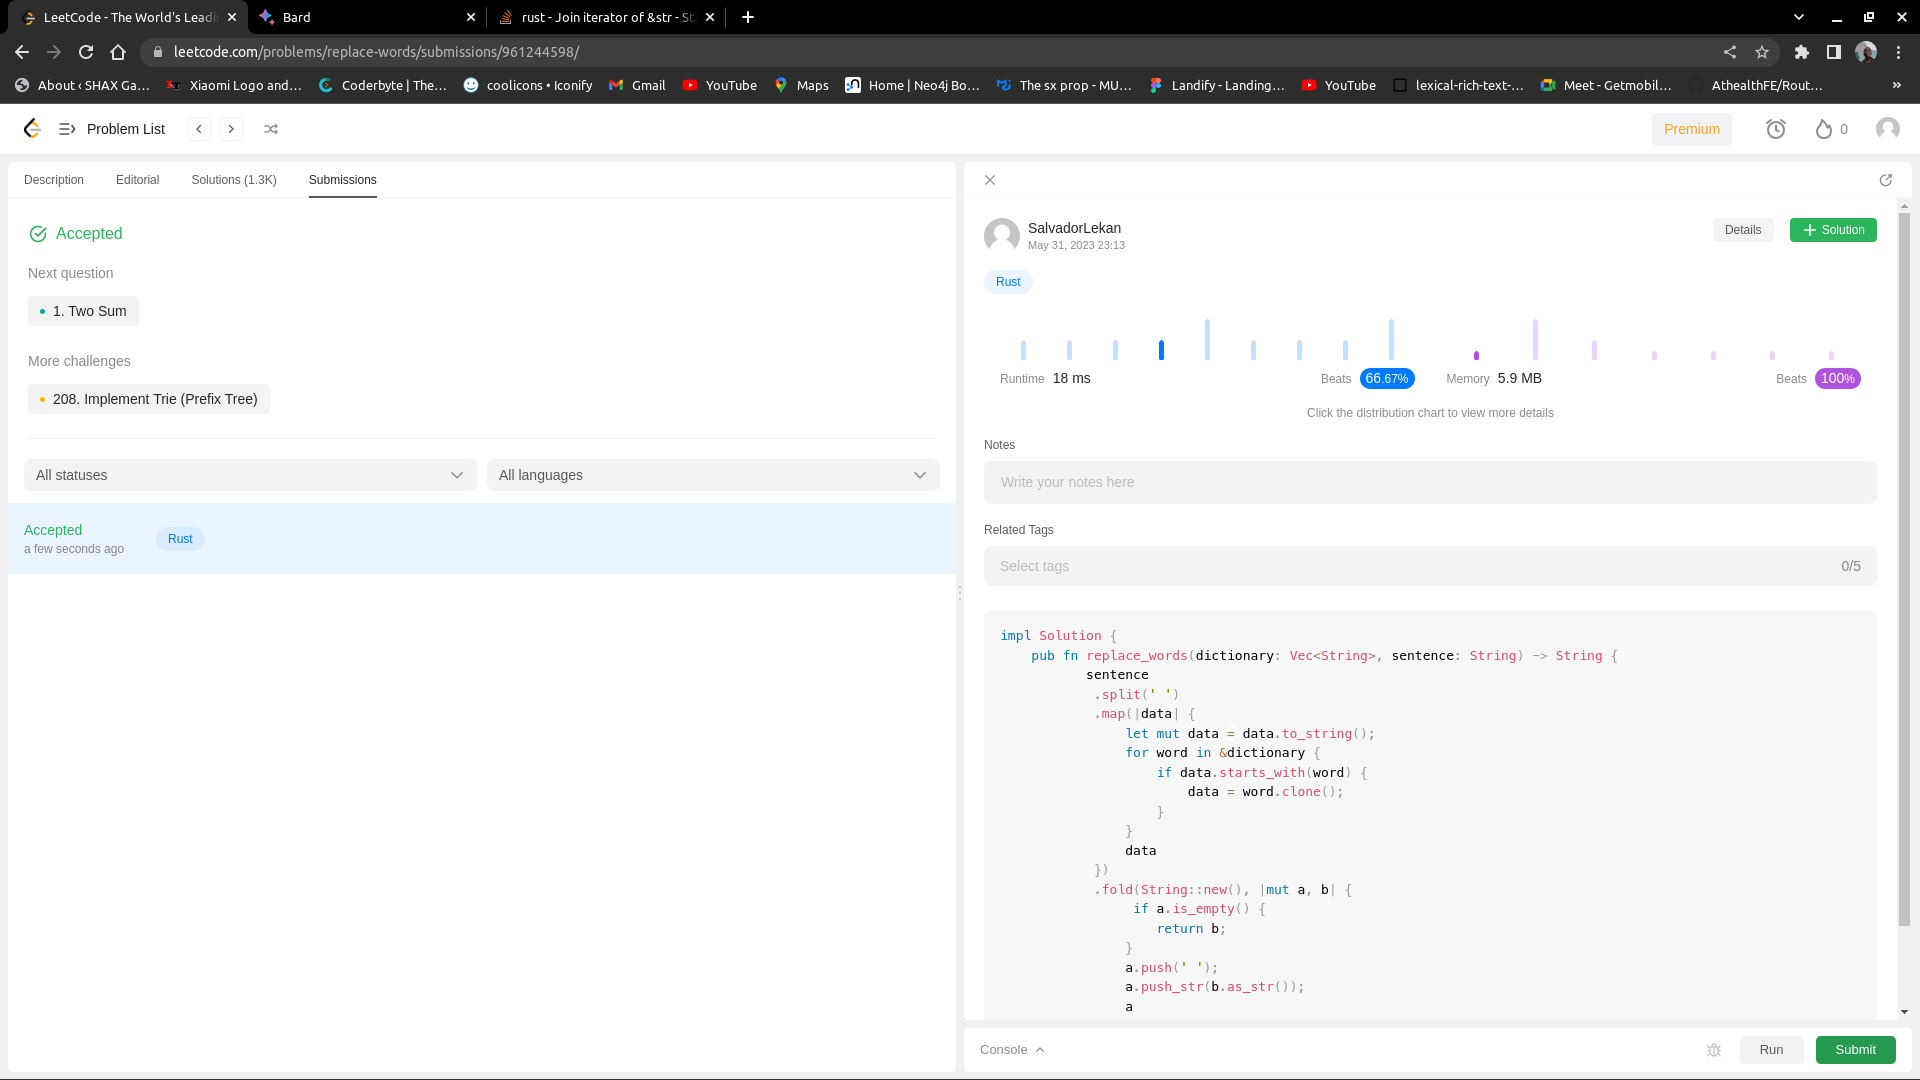 LeetCode - The World's Leadi
Bard
rust - Join iterator of &str - St
leetcode.com/problems/replace-words/submissions/961244598/
About ‹ SHAX Ga…
Xiaomi Logo and…
Coderbyte | The…
coolicons • Iconify
Gmail
YouTube
Maps
Home | Neo4j Bo…
The sx prop - MU…
Landify - Landing…
YouTube
lexical-rich-text-…
Meet - Getmobil…
AthealthFE/Rout…
»
Problem List
Premium
0
Description
Editorial
Solutions (1.3K)
Submissions
Accepted
Next question
• 1. Two Sum
More challenges
• 208. Implement Trie (Prefix Tree)
All statuses
All languages
Accepted
a few seconds ago
Rust
SalvadorLekan
May 31, 2023 23:13
Details
+ Solution
Rust
Runtime 18 ms
Beats 66.67%
Memory 5.9 MB
Beats 100%
Click the distribution chart to view more details
Notes
Write your notes here
Related Tags
Select tags
0/5
impl Solution {
    pub fn replace_words(dictionary: Vec<String>, sentence: String) -> String {
           sentence
            .split(' ')
            .map(|data| {
                let mut data = data.to_string();
                for word in &dictionary {
                    if data.starts_with(word) {
                        data = word.clone();
                    }
                }
                data
            })
            .fold(String::new(), |mut a, b| {
                 if a.is_empty() {
                    return b;
                }
                a.push(' ');
                a.push_str(b.as_str());
                a
Console
Run
Submit